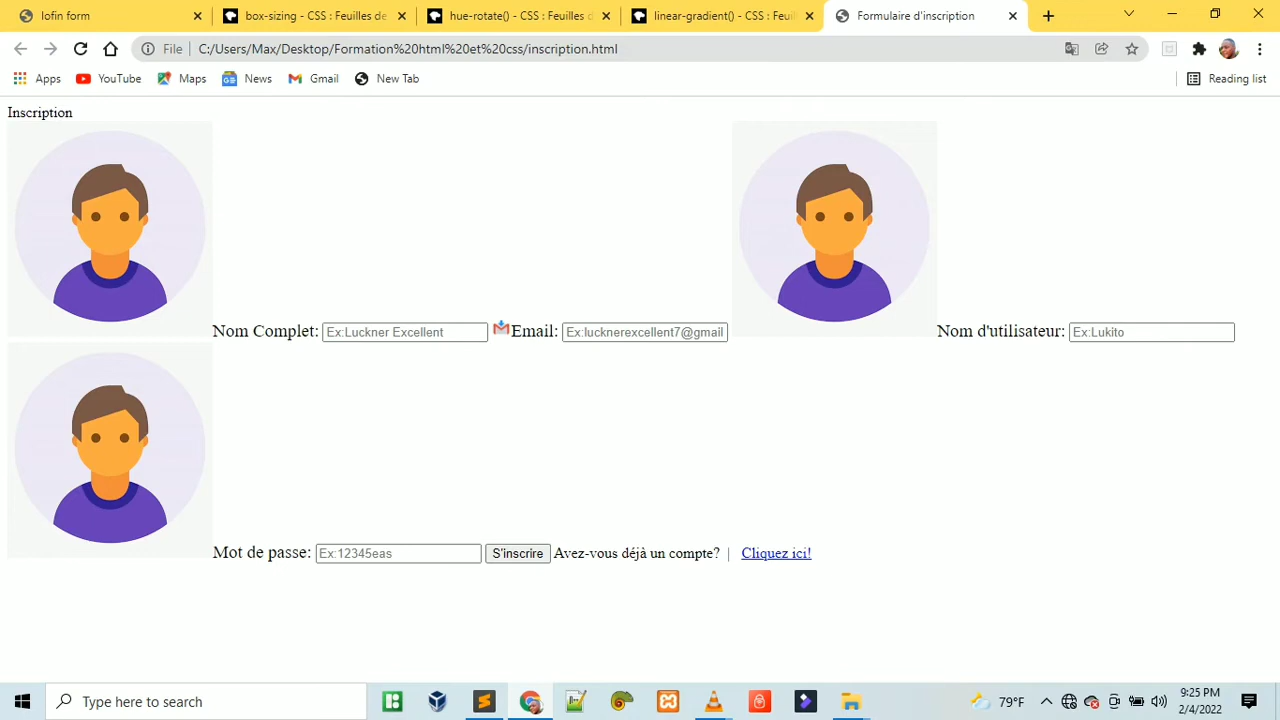 lofin form
box-sizing - CSS : Feuilles de
hue-rotate() - CSS : Feuilles d
linear-gradient() - CSS : Feuil
Formulaire d'inscription
File
C:/Users/Max/Desktop/Formation%20html%20et%20css/inscription.html
Apps YouTube Maps News Gmail New Tab Reading list
Inscription
Nom Complet: Ex:Luckner Excellent Email: Ex:lucknerexcellent7@gmail Nom d'utilisateur: Ex:Lukito
Mot de passe: Ex:12345eas S'inscrire Avez-vous déjà un compte? | Cliquez ici!
Type here to search
79°F
9:25 PM
2/4/2022